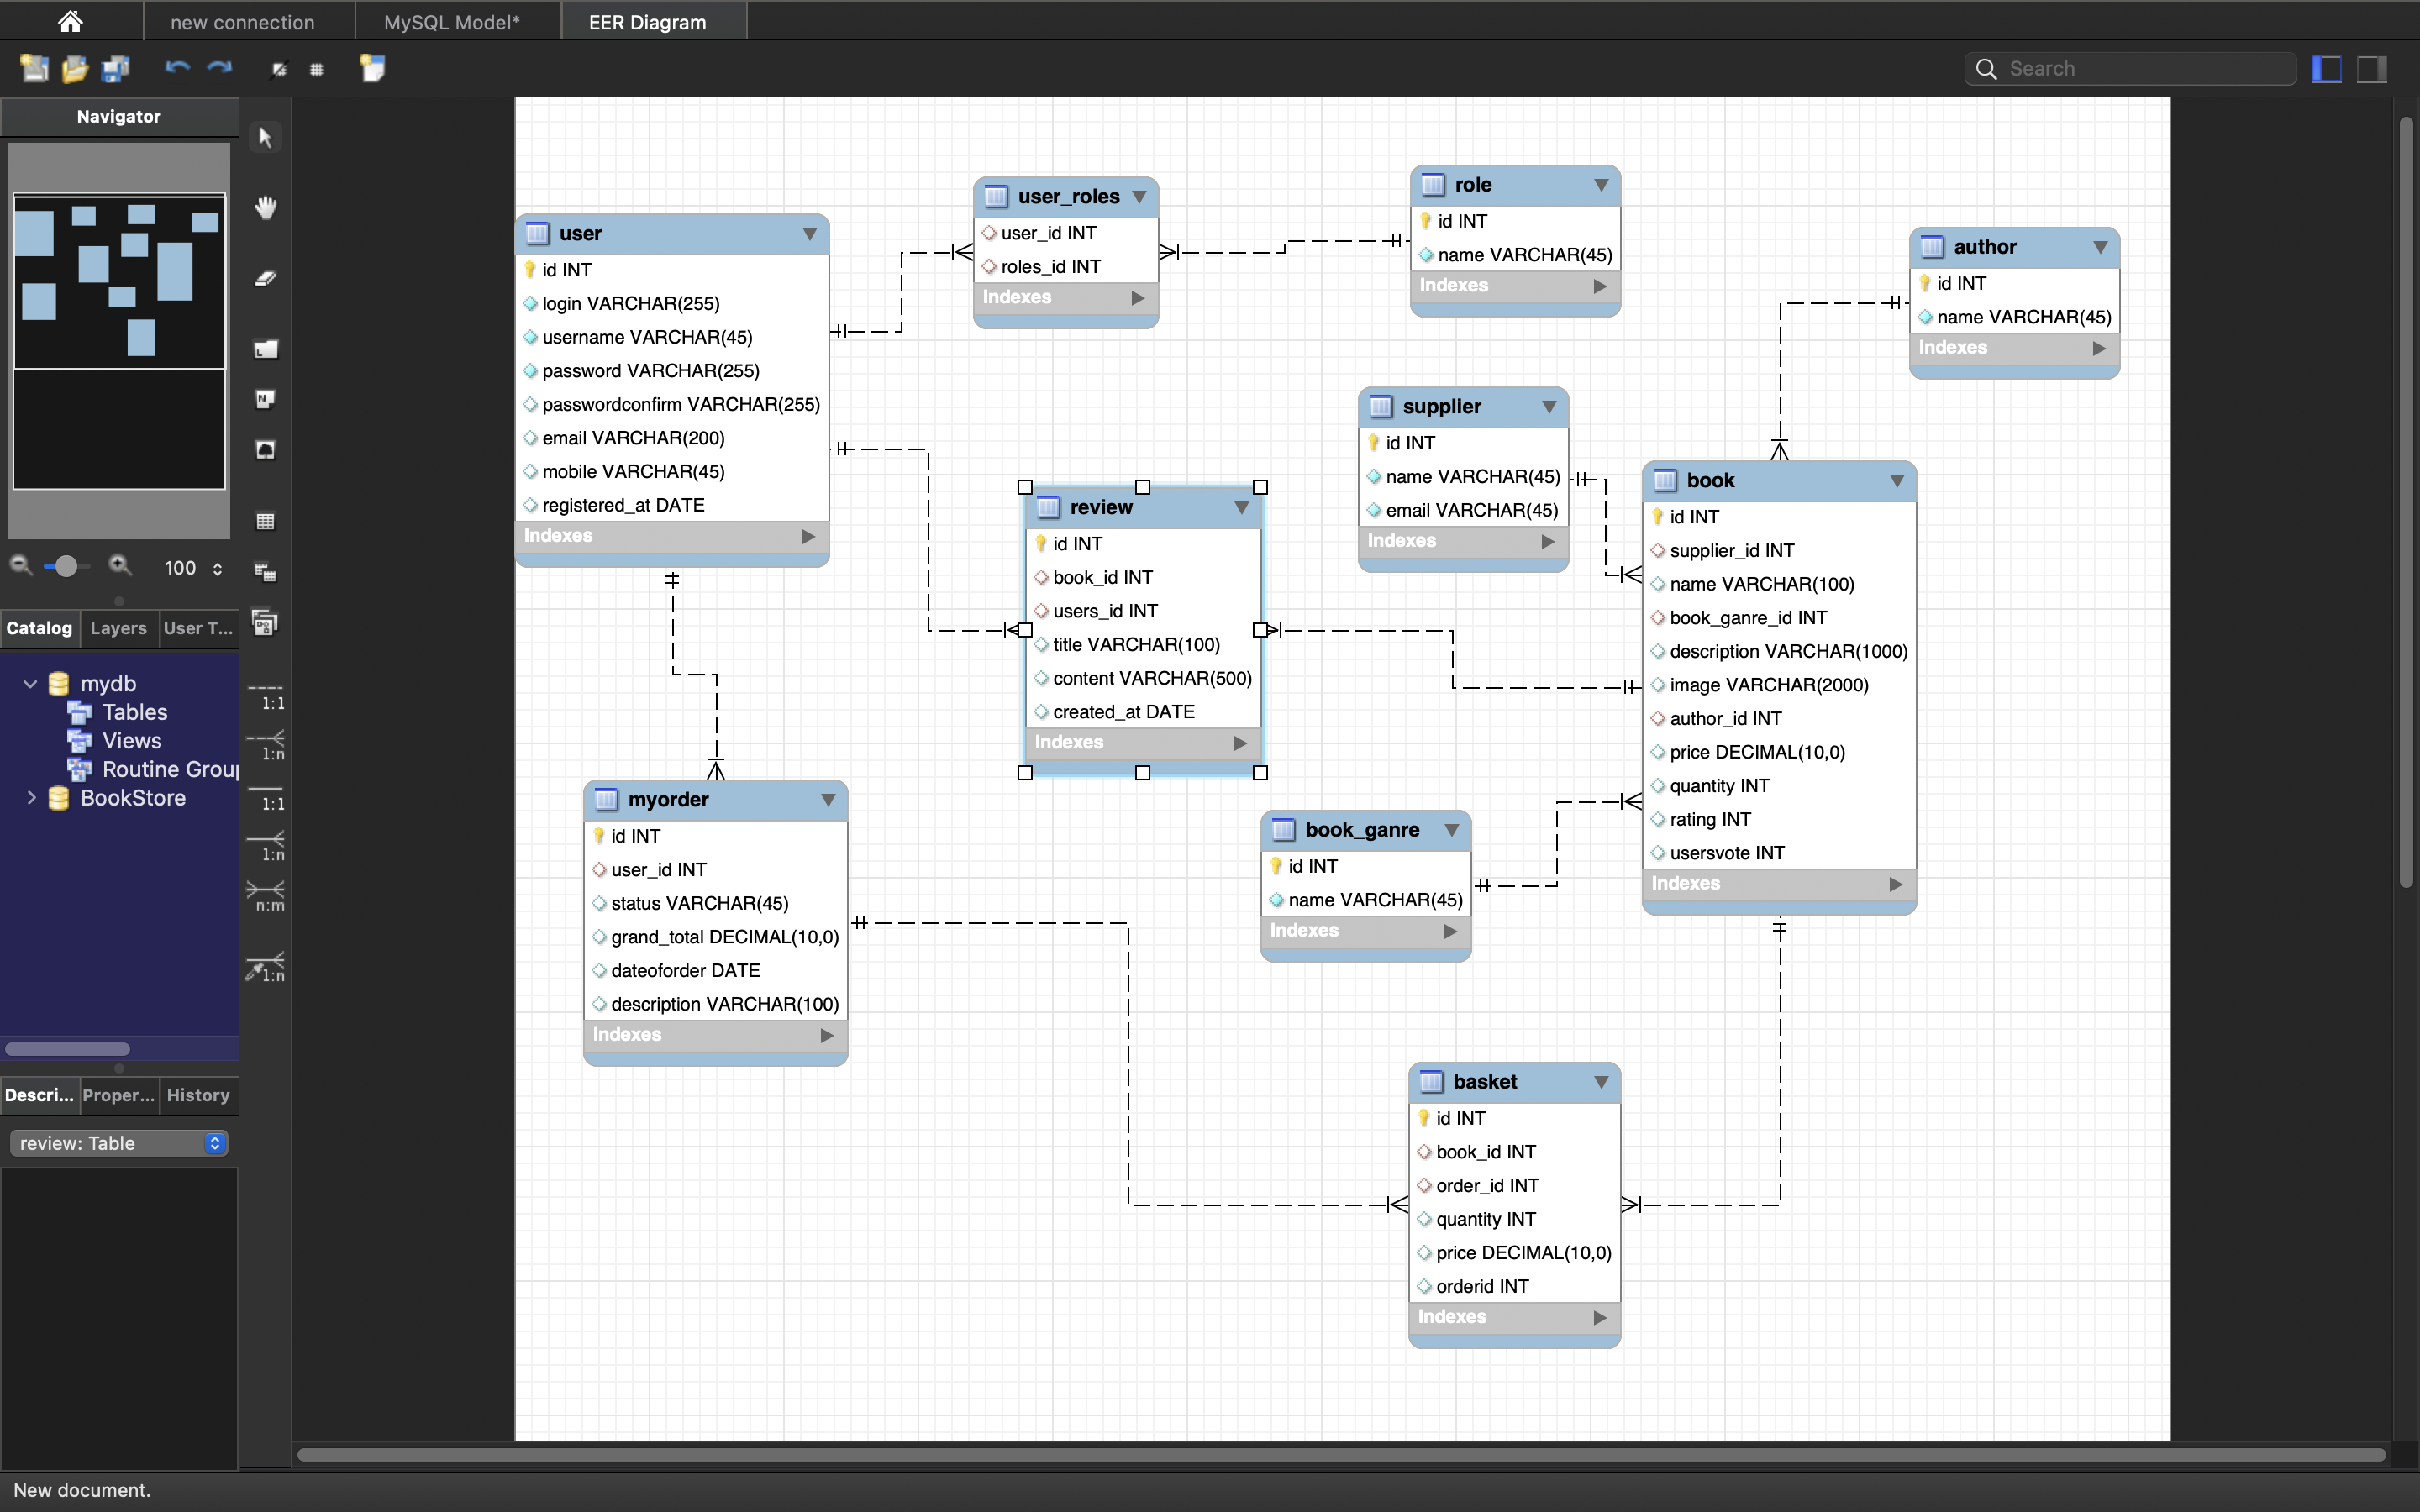 new connection
MySQL Model*
EER Diagram
Search
Navigator
100
Catalog
Layers
User T...
mydb
Tables
Views
Routine Grou
BookStore
Descri...
Proper...
History
review: Table
1:1
1:n
1:1
1:n
n:m
1:n
user
id INT
login VARCHAR(255)
username VARCHAR(45)
password VARCHAR(255)
passwordconfirm VARCHAR(255)
email VARCHAR(200)
mobile VARCHAR(45)
registered_at DATE
Indexes
user_roles
user_id INT
roles_id INT
Indexes
role
id INT
name VARCHAR(45)
Indexes
author
id INT
name VARCHAR(45)
Indexes
supplier
id INT
name VARCHAR(45)
email VARCHAR(45)
Indexes
review
id INT
book_id INT
users_id INT
title VARCHAR(100)
content VARCHAR(500)
created_at DATE
Indexes
book
id INT
supplier_id INT
name VARCHAR(100)
book_ganre_id INT
description VARCHAR(1000)
image VARCHAR(2000)
author_id INT
price DECIMAL(10,0)
quantity INT
rating INT
usersvote INT
Indexes
myorder
id INT
user_id INT
status VARCHAR(45)
grand_total DECIMAL(10,0)
dateoforder DATE
description VARCHAR(100)
Indexes
book_ganre
id INT
name VARCHAR(45)
Indexes
basket
id INT
book_id INT
order_id INT
quantity INT
price DECIMAL(10,0)
orderid INT
Indexes
New document.